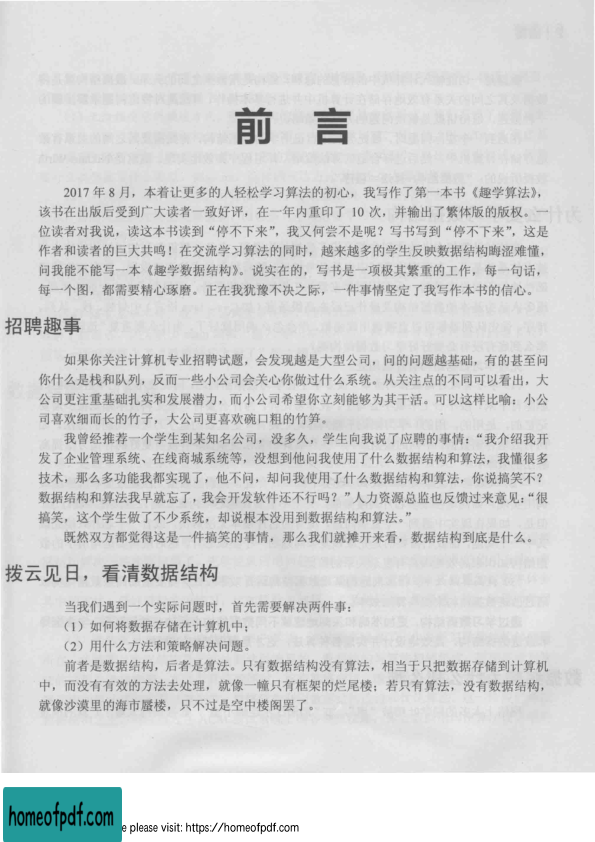 前 言
2017 年 8 月，本着让更多的人轻松学习算法的初心，我写作了第一本书《趣学算法》，
该书在出版后受到广大读者一致好评，在一年内重印了 10 次，并输出了繁体版的版权。一
位读者对我说，读这本书读到“停不下来”，我又何尝不是呢？写书写到“停不下来”，这是
作者和读者的巨大共鸣！在交流学习算法的同时，越来越多的学生反映数据结构晦涩难懂，
问我能不能写一本《趣学数据结构》。说实在的，写书是一项极其繁重的工作，每一句话，
每一个图，都需要精心琢磨。正在我犹豫不决之际，一件事情坚定了我写作本书的信心。
招聘趣事
如果你关注计算机专业招聘试题，会发现越是大型公司，问的问题越基础，有的甚至问
你什么是栈和队列，反而一些小公司会关心你做过什么系统。从关注点的不同可以看出，大
公司更注重基础扎实和发展潜力，而小公司希望你立刻能够为其干活。可以这样比喻：小公
司喜欢细而长的竹子，大公司更喜欢碗口粗的竹笋。
我曾经推荐一个学生到某知名公司，没多久，学生向我说了应聘的事情：“我介绍我开
发了企业管理系统、在线商城系统等，没想到他问我使用了什么数据结构和算法，我懂很多
技术，那么多功能我都实现了，他不问，却问我使用了什么数据结构和算法，你说搞笑不？
数据结构和算法我早就忘了，我会开发软件还不行吗？”人力资源总监也反馈过来意见：“很
搞笑，这个学生做了不少系统，却说根本没用到数据结构和算法。”
既然双方都觉得这是一件搞笑的事情，那么我们就摊开来看，数据结构到底是什么。
拨云见日，看清数据结构
当我们遇到一个实际问题时，首先需要解决两件事：
（1）如何将数据存储在计算机中；
（2）用什么方法和策略解决问题。
前者是数据结构，后者是算法。只有数据结构没有算法，相当于只把数据存储到计算机
中，而没有有效的方法去处理，就像一幢只有框架的烂尾楼；若只有算法，没有数据结构，
就像沙漠里的海市蜃楼，只不过是空中楼阁罢了。
homeofpdf.com
e please visit: https://homeofpdf.com